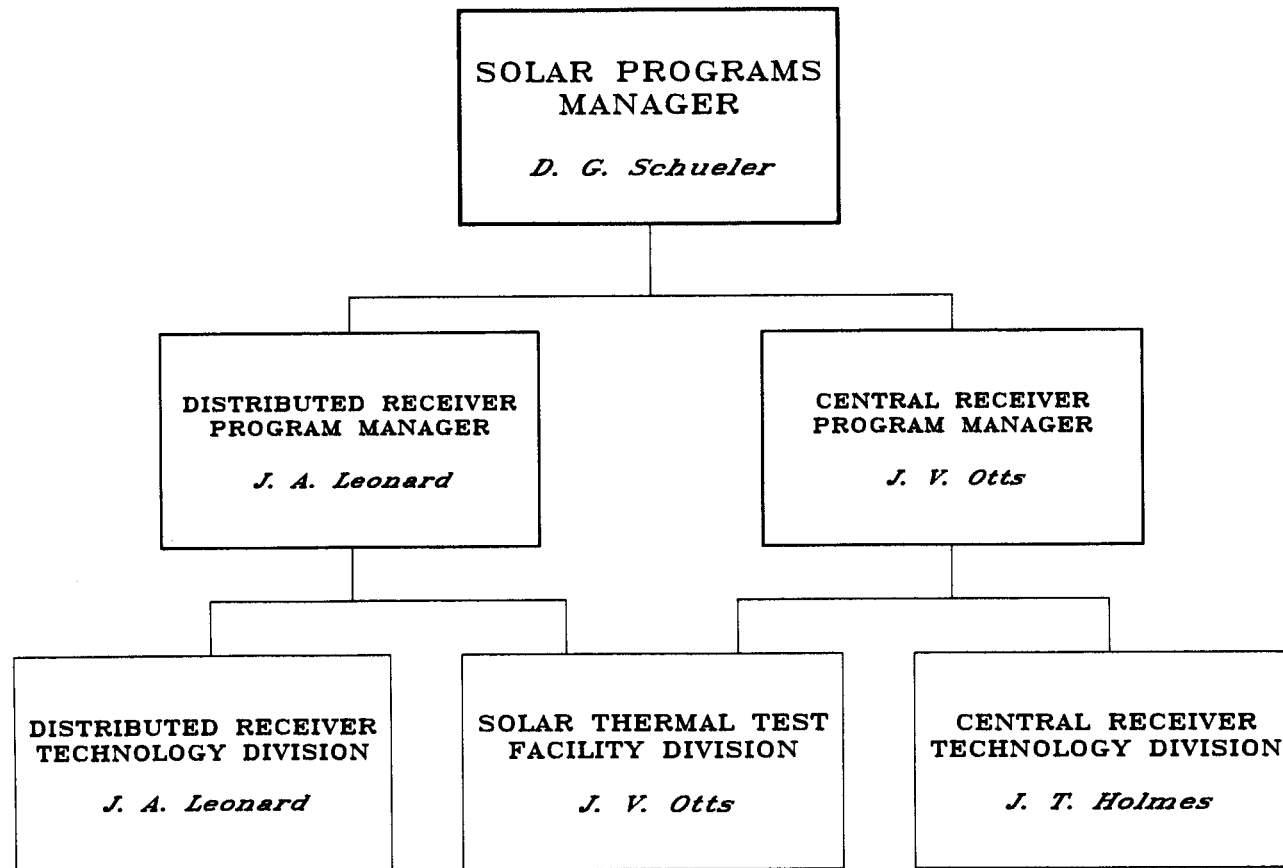 SOLAR PROGRAMS
MANAGER
D. G. Schueler
DISTRIBUTED RECEIVER
PROGRAM MANAGER
J. A. Leonard
CENTRAL RECEIVER
PROGRAM MANAGER
J. V. Otts
DISTRIBUTED RECEIVER
TECHNOLOGY DIVISION
J. A. Leonard
SOLAR THERMAL TEST
FACILITY DIVISION
J. V. Otts
CENTRAL RECEIVER
TECHNOLOGY DIVISION
J. T. Holmes